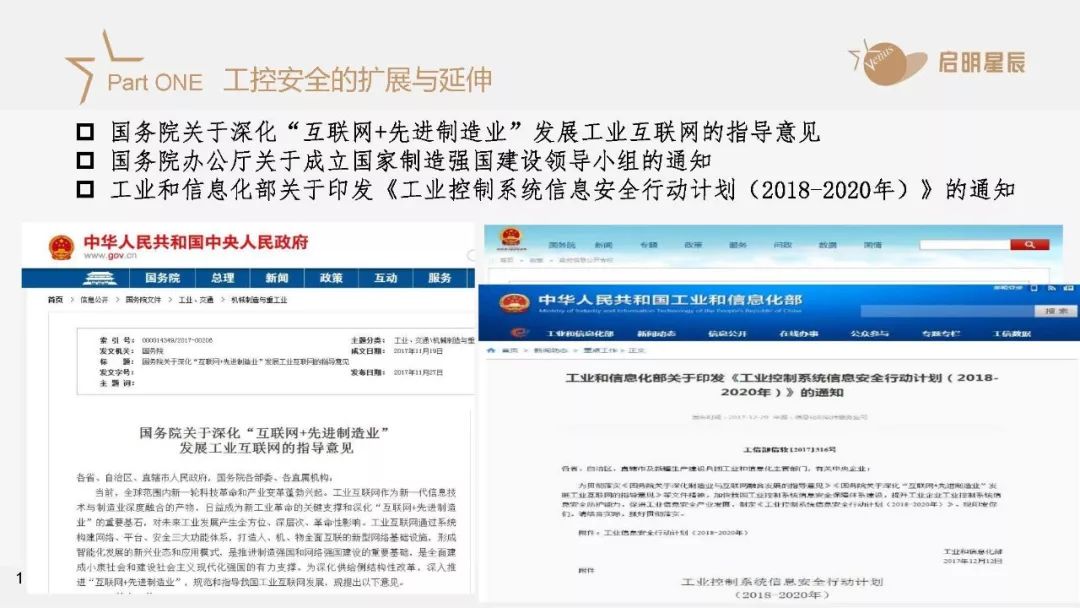 Part ONE 工控安全的扩展与延伸
Venus 启明星辰
国务院关于深化“互联网+先进制造业”发展工业互联网的指导意见
国务院办公厅关于成立国家制造强国建设领导小组的通知
工业和信息化部关于印发《工业控制系统信息安全行动计划（2018-2020年）》的通知
中华人民共和国中央人民政府
www.gov.cn
国务院 总理 新闻 政策 互动 服务
首页 > 信息公开 > 国务院文件 > 工业、交通 > 机械制造与重工业
索 引 号： 000014349/2017-00206 主题分类： 工业、交通\机械制造与重
发文机关： 国务院 成文日期： 2017年11月19日
标 题： 国务院关于深化“互联网+先进制造业”发展工业互联网的指导意见
发文字号： 发布日期： 2017年11月27日
主 题 词：
国务院关于深化“互联网+先进制造业”
发展工业互联网的指导意见
各省、自治区、直辖市人民政府，国务院各部委、各直属机构：
当前，全球范围内新一轮科技革命和产业变革蓬勃兴起。工业互联网作为新一代信息技
术与制造业深度融合的产物，日益成为新工业革命的关键支撑和深化“互联网+先进制造
业”的重要基石，对未来工业发展产生全方位、深层次、革命性影响。工业互联网通过系统
构建网络、平台、安全三大功能体系，打造人、机、物全面互联的新型网络基础设施，形成
智能化发展的新兴业态和应用模式，是推进制造强国和网络强国建设的重要基础，是全面建
成小康社会和建设社会主义现代化强国的有力支撑。为深化供给侧结构性改革，深入推
进“互联网+先进制造业”，规范和指导我国工业互联网发展，现提出以下意见。
国务院 新闻 专题 政策 服务 问政 数据 国情
中华人民共和国工业和信息化部
Ministry of Industry and Information Technology of the People's Republic of China
搜 索
工业和信息化部 新闻动态 信息公开 在线办事 公众参与 专题专栏 工信数据
首页 > 新闻动态 > 重点工作 > 正文
工业和信息化部关于印发《工业控制系统信息安全行动计划（2018-
2020年）》的通知
发布时间：2017-12-29
工信部信软[2017]316号
各省、自治区、直辖市及新疆生产建设兵团工业和信息化主管部门，有关中央企业：
为贯彻落实《国务院关于深化制造业与互联网融合发展的指导意见》《国务院关于深化“互联网+先进制造业”发
展工业互联网的指导意见》等文件精神，加快我国工业控制系统信息安全保障体系建设，提升工业企业工业控制系统信
息安全防护能力，促进工业信息安全产业发展，制定《工业控制系统信息安全行动计划（2018-2020年）》。现印发你
们，请结合实际，抓好贯彻落实。
附件：工业信息安全行动计划（2018-2020年）
工业和信息化部
2017年12月12日
附件
工业控制系统信息安全行动计划
（2018-2020年）
1